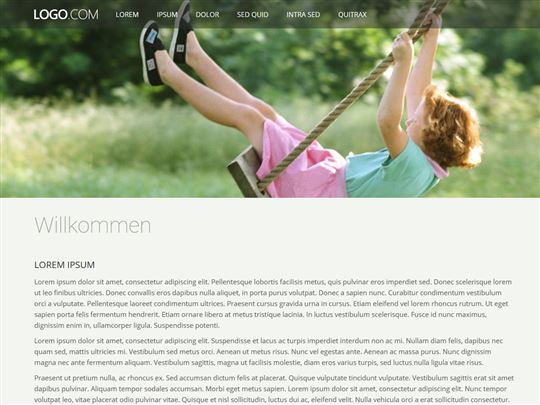 LOGO.COM LOREM IPSUM DOLOR SED QUID INTRA SED QUITRAX
Willkommen
LOREM IPSUM
Lorem ipsum dolor sit amet, consectetur adipiscing elit. Pellentesque lobortis facilisis metus, quis pulvinar eros imperdiet sed. Donec scelerisque lorem
ut leo finibus ultricies. Donec convallis eros dapibus nulla aliquet, in porta purus vestibulum. Donec a sapien nunc. Curabitur condimentum vestibulum
orci a vulputate. Pellentesque laoreet condimentum ultrices. Praesent cursus gravida urna in cursus. Etiam eleifend vel lorem rhoncus dapibus. Ut eget
sapien porta felis fermentum hendrerit. Etiam ornare libero at metus tristique, in luctus vestibulum sollicitudin. Fusce id nunc maximus,
dignissim enim in, ullamcorper mauris. Suspendisse potenti.
Lorem ipsum dolor sit amet, consectetur adipiscing elit. Suspendisse et lacus ac turpis imperdiet interdum non ac mi. Nullam diam felis, dapibus nec
quam sed, mattis ultricies mi. Vestibulum sed metus orci. Aenean ut metus risus. Nunc vel egestas ante. Aenean a massa purus. Nunc dignissim
magna nec ante fermentum aliquam. Vestibulum sagittis, magna ut facilisis molestie, diam eros varius turpis, sed luctus nulla ligula vitae eros.
Praesent ut pretium nulla, ac rhoncus ex. Sed accumsan dictum felis at placerat. Quisque vulputate tincidunt vulputate. Vestibulum sagittis erat sit amet
dapibus pulvinar. Aliquam tempor sodales accumsan. Morbi eget metus sapien. Lorem ipsum dolor sit amet, consectetur adipiscing elit. Nunc tempor
volutpat leo, vitae placerat odio vulputate vitae. Quisque et nisl sollicitudin, luctus dui ac, eleifend velit. Nulla vehicula orci a erat condimentum cursus.